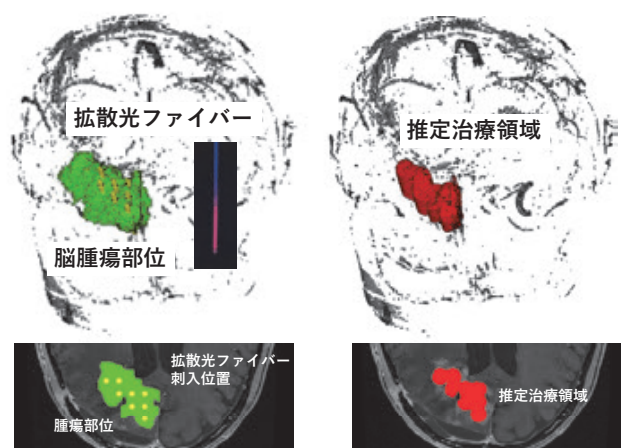 拡散光ファイバー
脳腫瘍部位
推定治療領域
拡散光ファイバー
刺入位置
腫瘍部位
推定治療領域